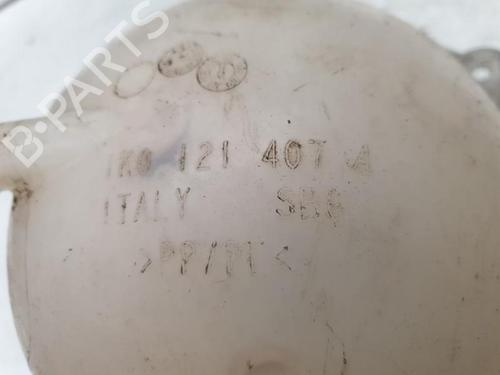 B-PARTS
1K0 121 407 A
ITALY SBG
>PP/PE<